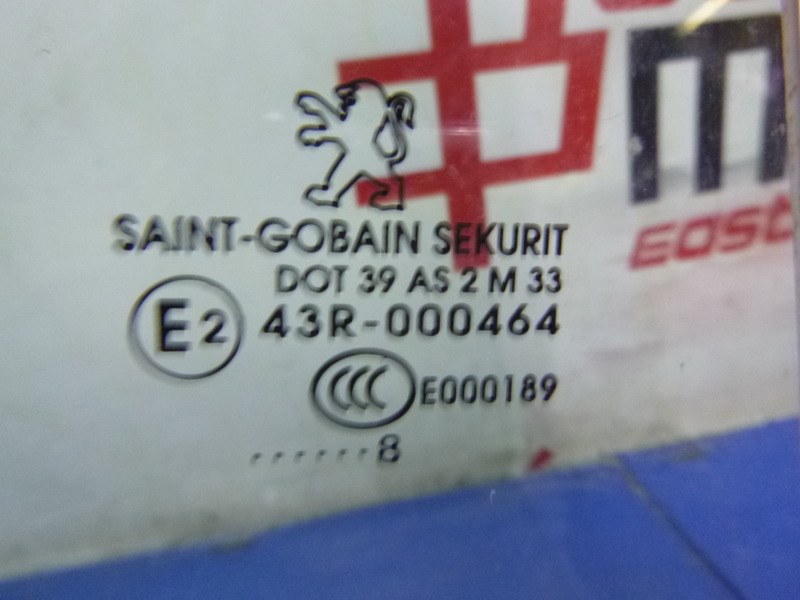 SAINT-GOBAIN SEKURIT
DOT 39 AS 2 M 33
E2 43R-000464
CCC E000189
......8